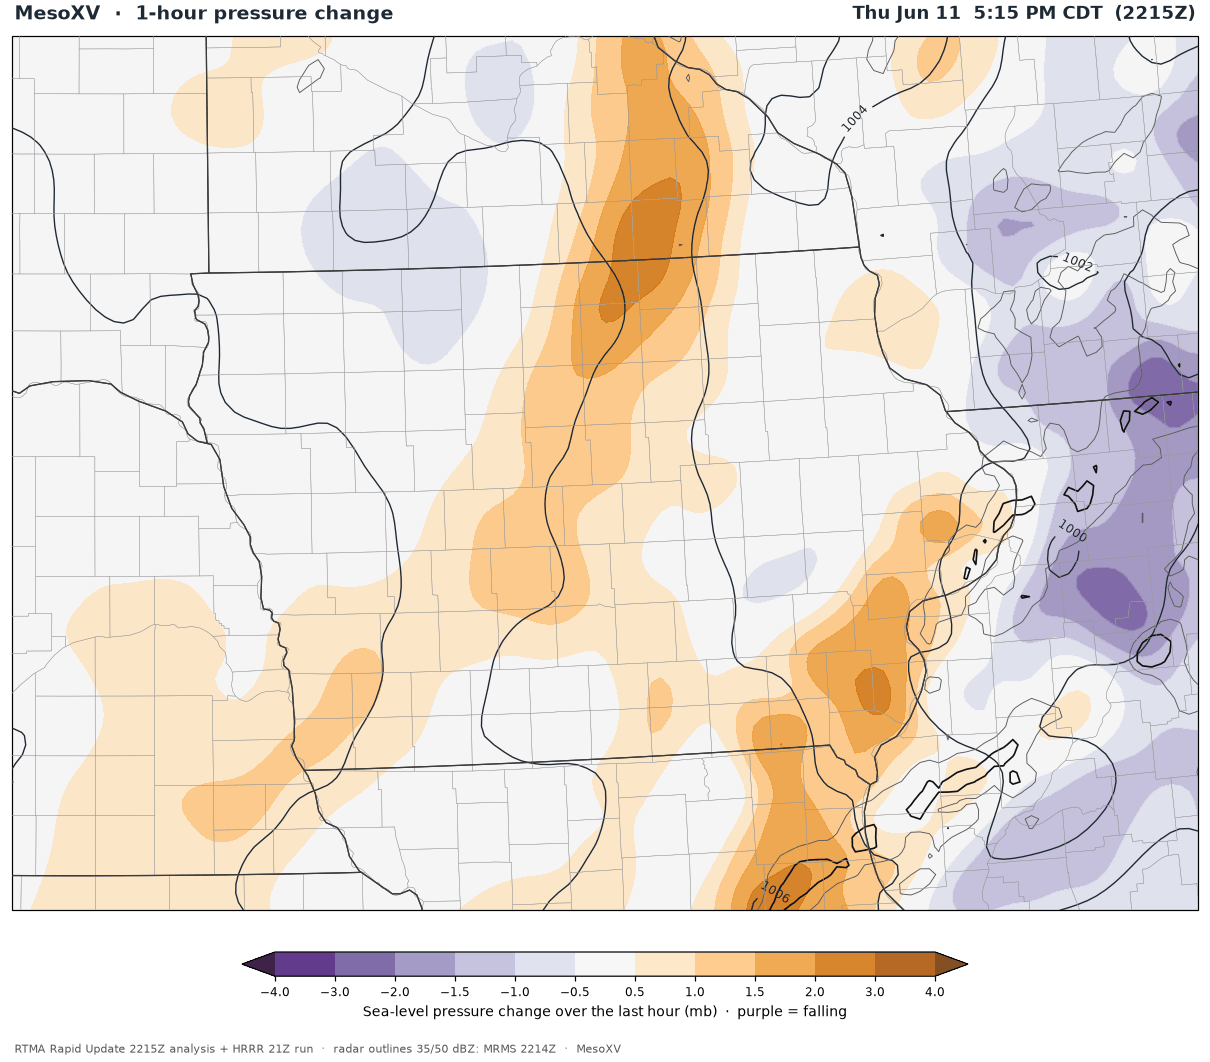 MesoXV · 1-hour pressure change
Thu Jun 11 5:15 PM CDT (2215Z)
1004
1002
1000
1006
−4.0 −3.0 −2.0 −1.5 −1.0 −0.5 0.5 1.0 1.5 2.0 3.0 4.0
Sea-level pressure change over the last hour (mb) · purple = falling
RTMA Rapid Update 2215Z analysis + HRRR 21Z run · radar outlines 35/50 dBZ: MRMS 2214Z · MesoXV